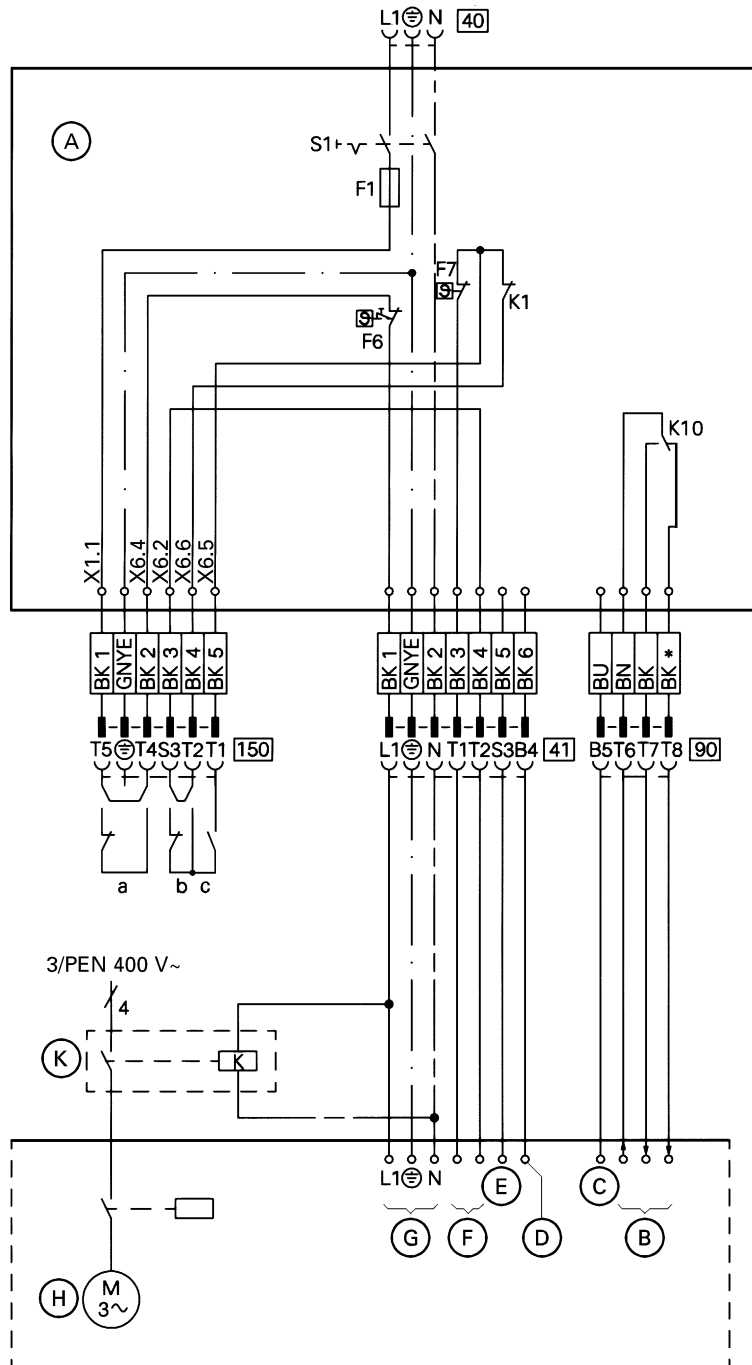 L1 N 40
A
S1
F1
F7
K1
F6
K10
X1.1 X6.4 X6.2 X6.6 X6.5
BK 1 GNYE BK 2 BK 3 BK 4 BK 5
BK 1 GNYE BK 2 BK 3 BK 4 BK 5 BK 6
BU BN BK BK *
T5 T4 S3 T2 T1 150
L1 N T1 T2 S3 B4 41
B5 T6 T7 T8 90
a b c
3/PEN 400 V~
4
K K
L1 N E C
G F D B
H M
3~